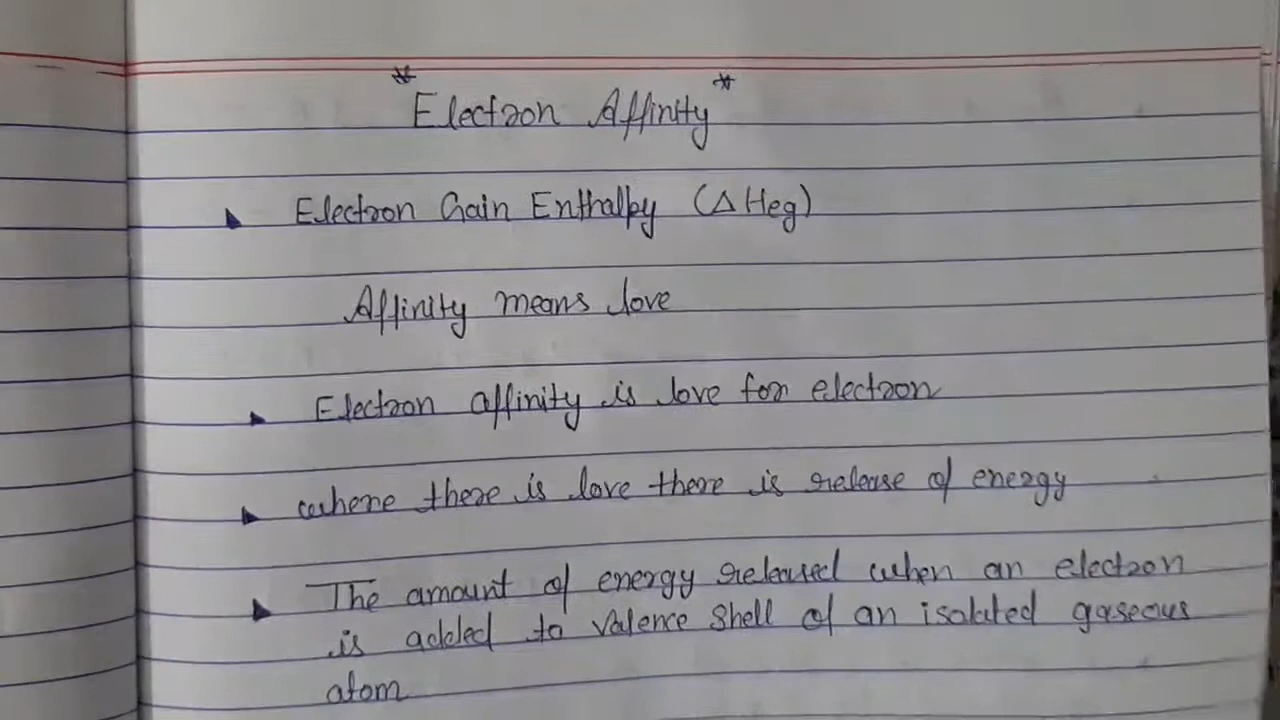 * Electron Affinity *
▶ Electron Gain Enthalpy (ΔHeg)
Affinity means love
▶ Electron affinity is love for electron
▶ where there is love there is release of energy
▶ The amount of energy released when an electron
is added to valence shell of an isolated gaseous
atom